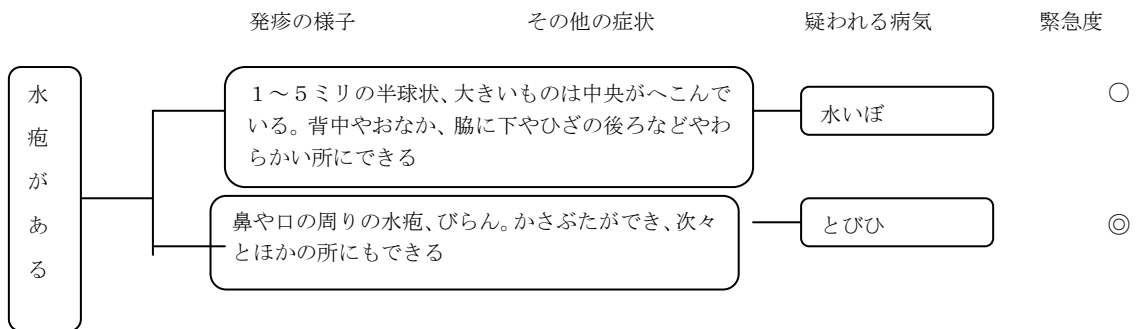 発疹の様子 その他の症状 疑われる病気 緊急度
水疱がある
1～5ミリの半球状、大きいものは中央がへこんで
いる。背中やおなか、脇に下やひざの後ろなどやわ
らかい所にできる
水いぼ
○
鼻や口の周りの水疱、びらん。かさぶたができ、次々
とほかの所にもできる
とびひ
◎